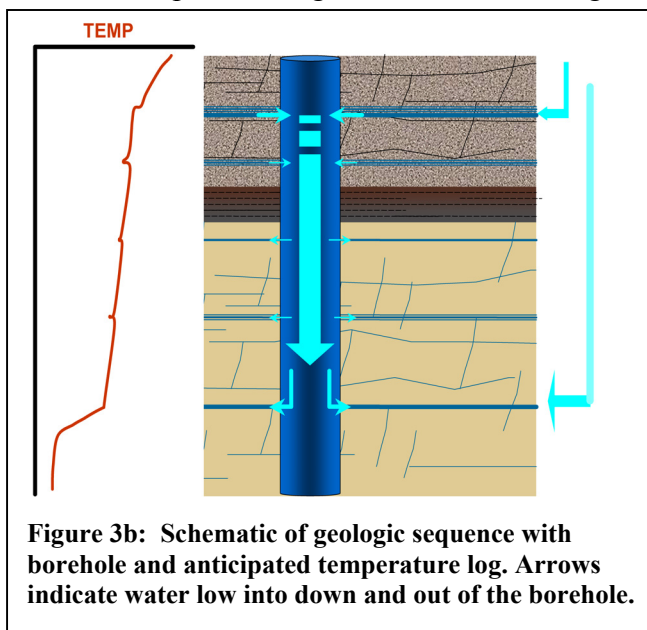 TEMP
Figure 3b:  Schematic of geologic sequence with
borehole and anticipated temperature log. Arrows
indicate water low into down and out of the borehole.